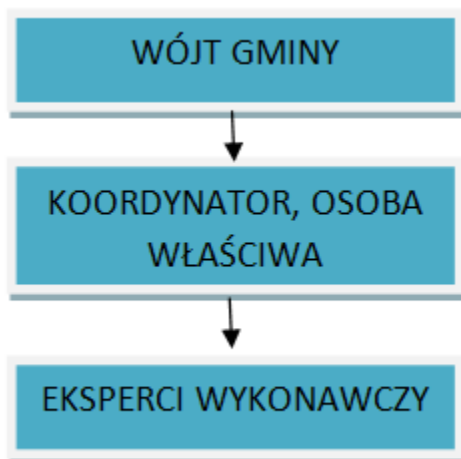 WÓJT GMINY
KOORDYNATOR, OSOBA
WŁAŚCIWA
EKSPERCI WYKONAWCZY